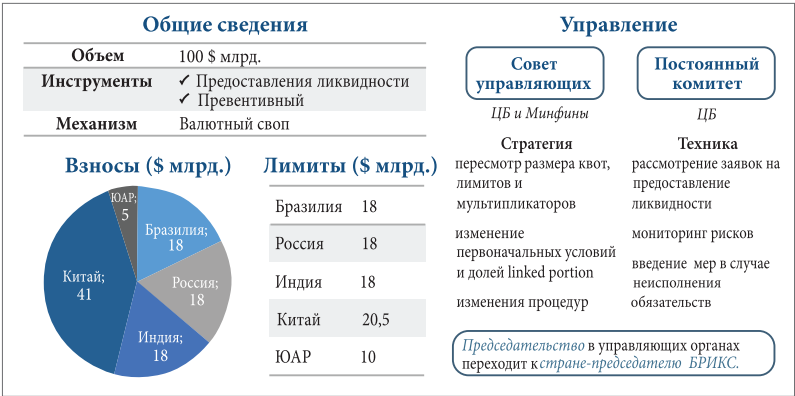 Общие сведения
Объем 100 $ млрд.
Инструменты ✓ Предоставления ликвидности
✓ Превентивный
Механизм Валютный своп
Взносы ($ млрд.)
ЮАР;
5
Бразилия;
18
Россия;
18
Индия;
18
Китай;
41
Лимиты ($ млрд.)
Бразилия 18
Россия 18
Индия 18
Китай 20,5
ЮАР 10
Управление
Совет
управляющих
ЦБ и Минфины
Стратегия
пересмотр размера квот,
лимитов и
мультипликаторов
изменение
первоначальных условий
и долей linked portion
изменения процедур
Постоянный
комитет
ЦБ
Техника
рассмотрение заявок на
предоставление
ликвидности
мониторинг рисков
введение мер в случае
неисполнения
обязательств
Председательство в управляющих органах
переходит к стране-председателю БРИКС.